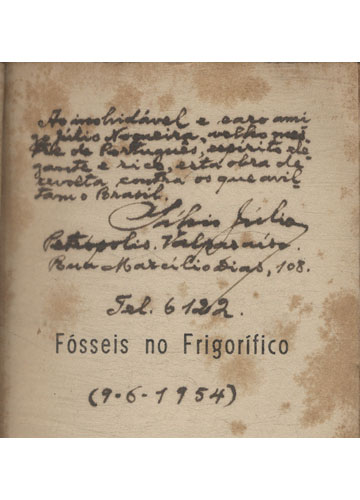 Ao inolvidável e caro ami
go Júlio Nogueira, velho mes
tre de Português, espírito ele
gante e rico, esta obra de
revolta contra os que avil
tam o Brasil.
Sálvio Júlio
Petrópolis. Valparaíso.
Rua Marcílio Dias, 108.
Tel. 6122.
Fósseis no Frigorífico
(9-6-1954)